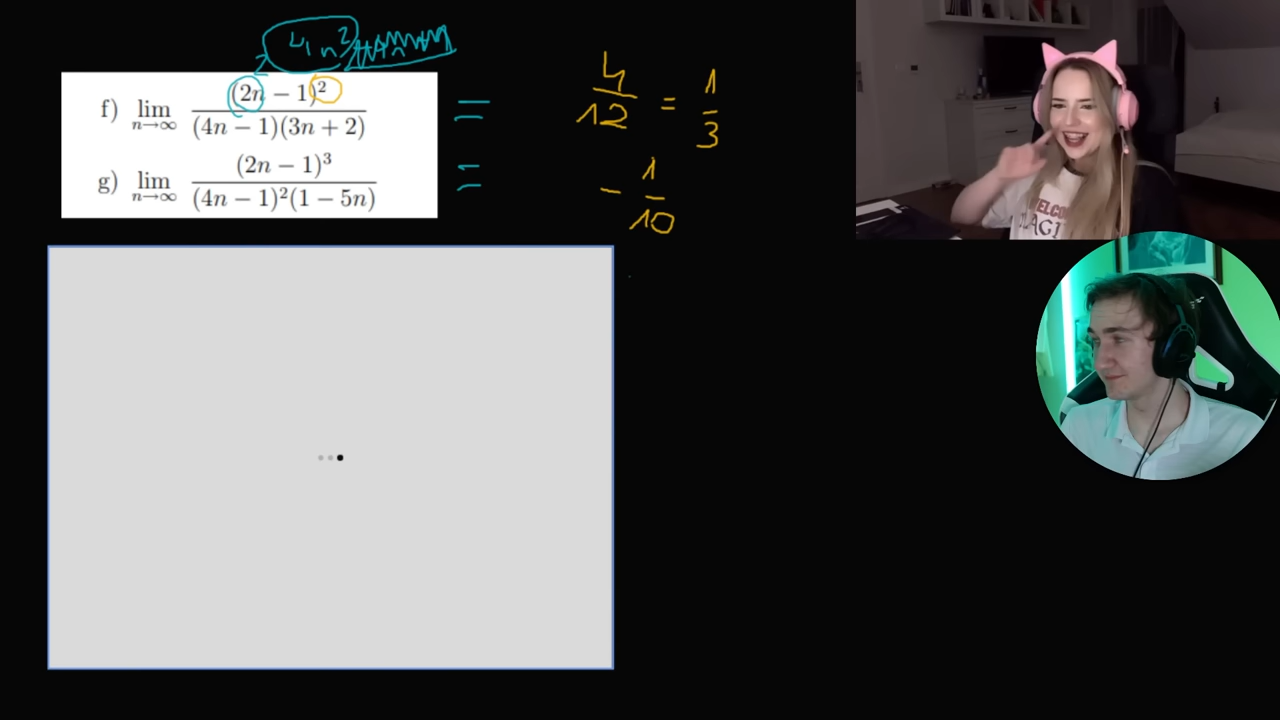 4n²
f) lim n→∞ (2n − 1)² / (4n − 1)(3n + 2) = 4/12 = 1/3
g) lim n→∞ (2n − 1)³ / (4n − 1)²(1 − 5n) = − 1/10